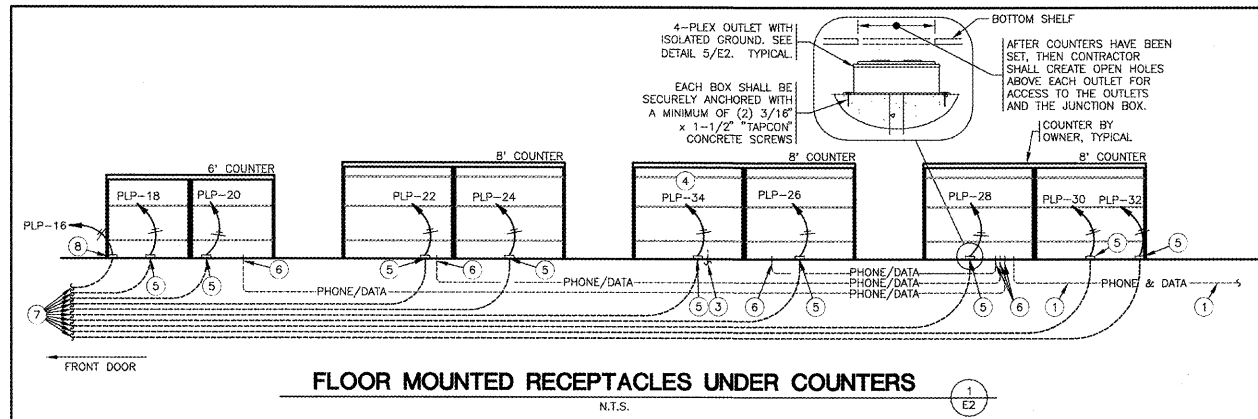 4-PLEX OUTLET WITH
ISOLATED GROUND. SEE
DETAIL 5/E2. TYPICAL.
EACH BOX SHALL BE
SECURELY ANCHORED WITH
A MINIMUM OF (2) 3/16"
x 1-1/2" "TAPCON"
CONCRETE SCREWS
BOTTOM SHELF
AFTER COUNTERS HAVE BEEN
SET, THEN CONTRACTOR
SHALL CREATE OPEN HOLES
ABOVE EACH OUTLET FOR
ACCESS TO THE OUTLETS
AND THE JUNCTION BOX.
COUNTER BY
OWNER, TYPICAL
6' COUNTER
8' COUNTER
8' COUNTER
8' COUNTER
PLP-16
PLP-18
PLP-20
PLP-22
PLP-24
4
PLP-34
PLP-26
PLP-28
PLP-30
PLP-32
8
5
5
6
5
6
5
5
3
6
5
5
6
1
5
5
1
PHONE/DATA
PHONE/DATA
PHONE/DATA
PHONE/DATA
PHONE/DATA
PHONE & DATA
7
FRONT DOOR
FLOOR MOUNTED RECEPTACLES UNDER COUNTERS
N.T.S.
1
E2